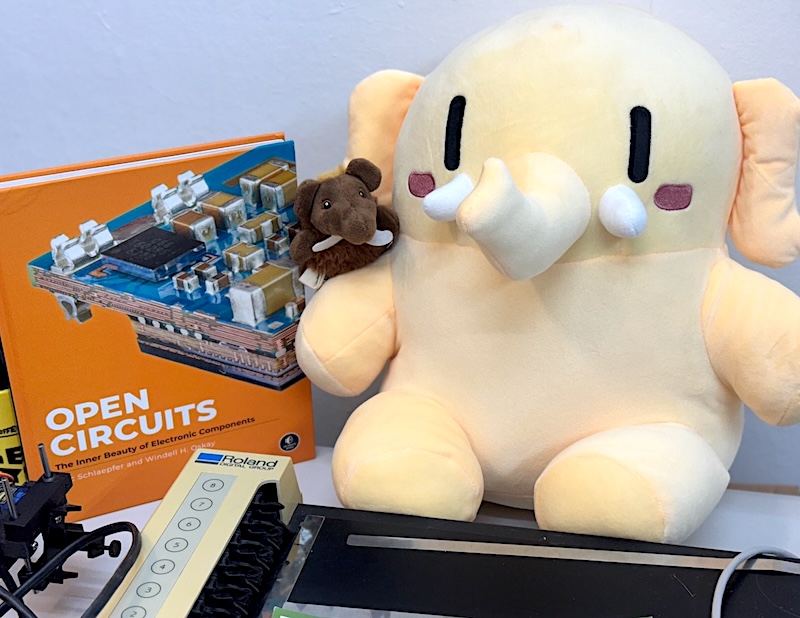 OPEN
CIRCUITS
The Inner Beauty of Electronic Components
Schlaepfer and Windell H. Oskay
Roland
DIGITAL GROUP
8
7
6
5
4
3
2